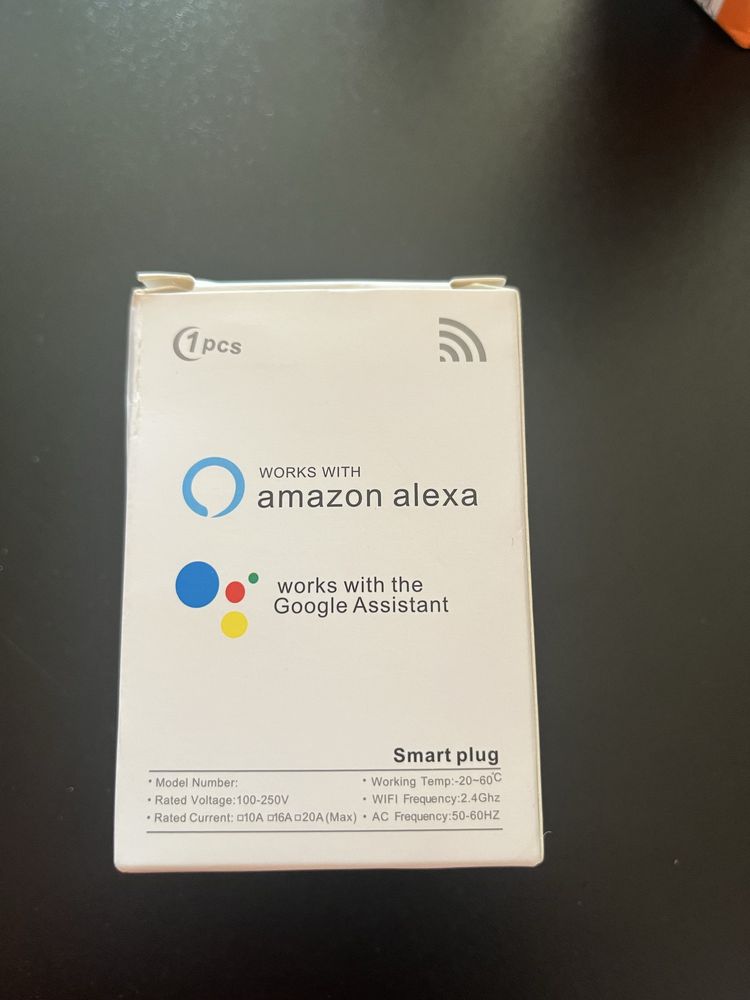 1pcs
WORKS WITH
amazon alexa
works with the
Google Assistant
Smart plug
• Model Number:
• Working Temp:-20~60℃
• Rated Voltage:100-250V
• WIFI Frequency:2.4Ghz
• Rated Current: □10A □16A □20A(Max)
• AC Frequency:50-60HZ